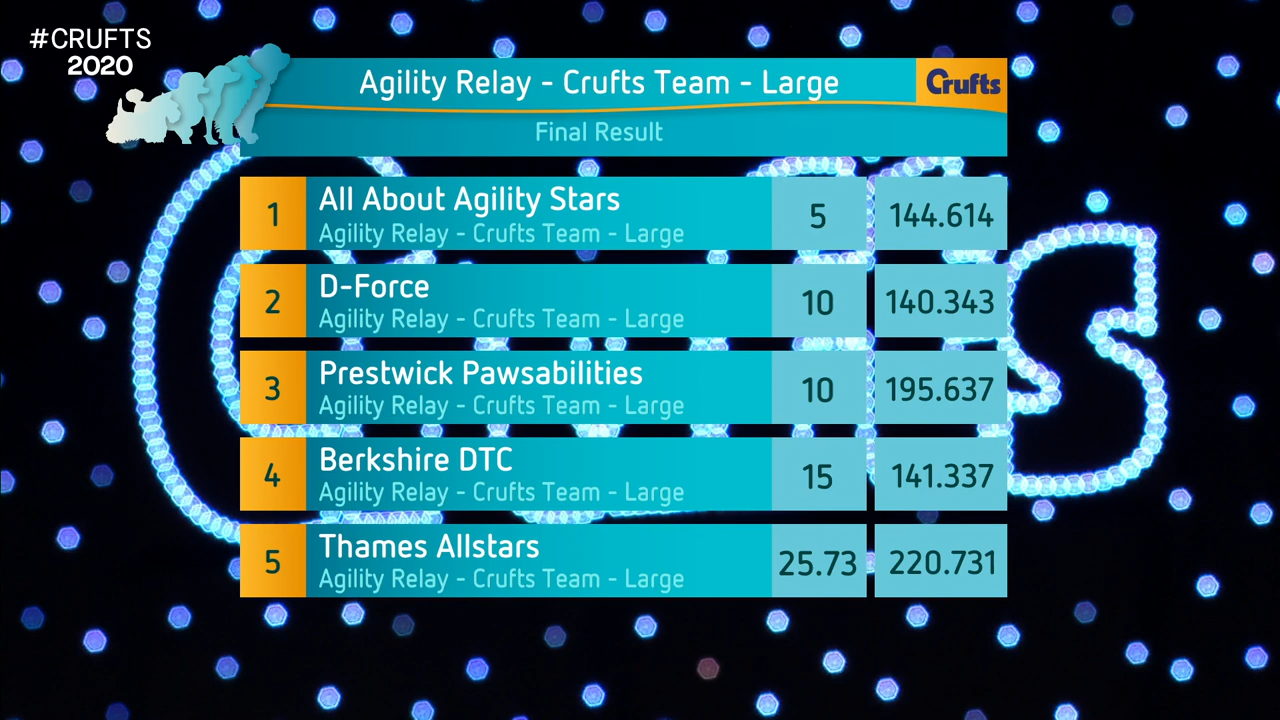 #CRUFTS
2020
Agility Relay - Crufts Team - Large
Crufts
Final Result
1 All About Agility Stars 5 144.614
Agility Relay - Crufts Team - Large
2 D-Force 10 140.343
Agility Relay - Crufts Team - Large
3 Prestwick Pawsabilities 10 195.637
Agility Relay - Crufts Team - Large
4 Berkshire DTC 15 141.337
Agility Relay - Crufts Team - Large
5 Thames Allstars 25.73 220.731
Agility Relay - Crufts Team - Large